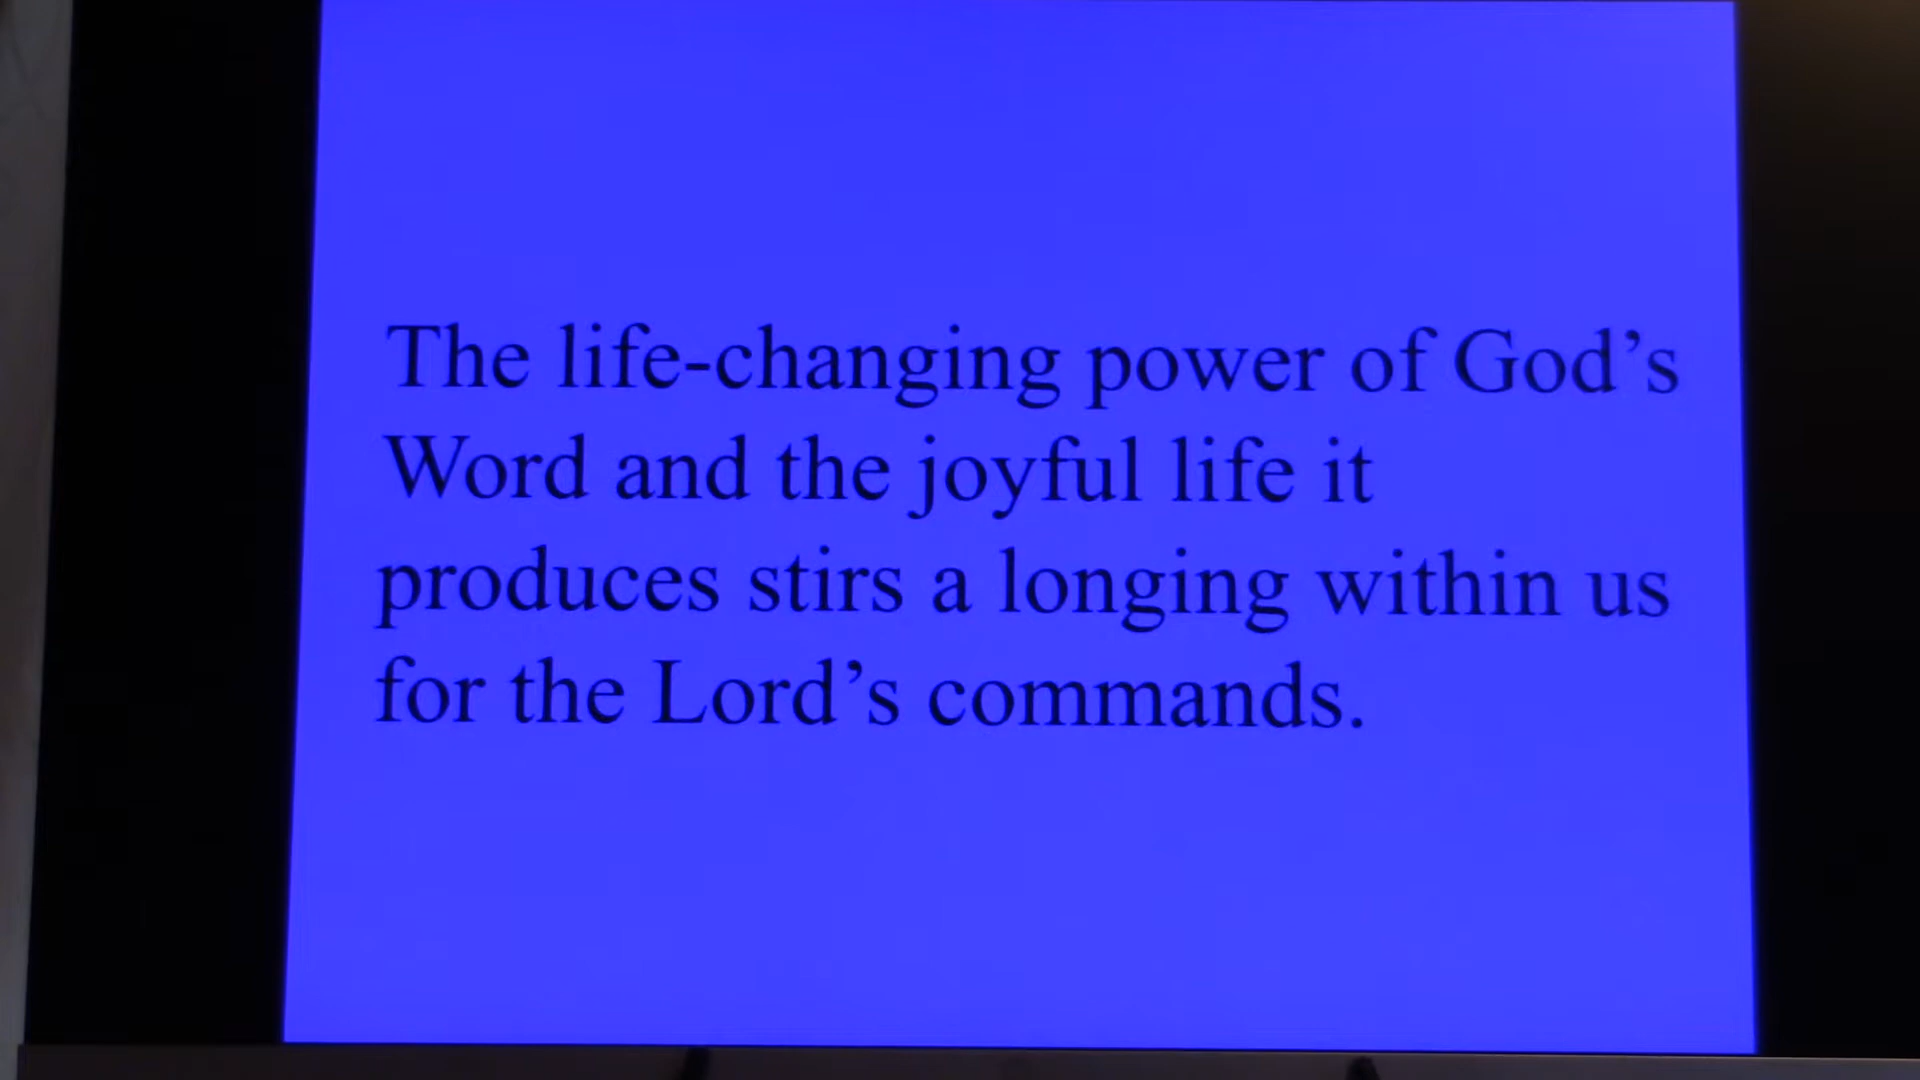 The life-changing power of God’s
Word and the joyful life it
produces stirs a longing within us
for the Lord’s commands.